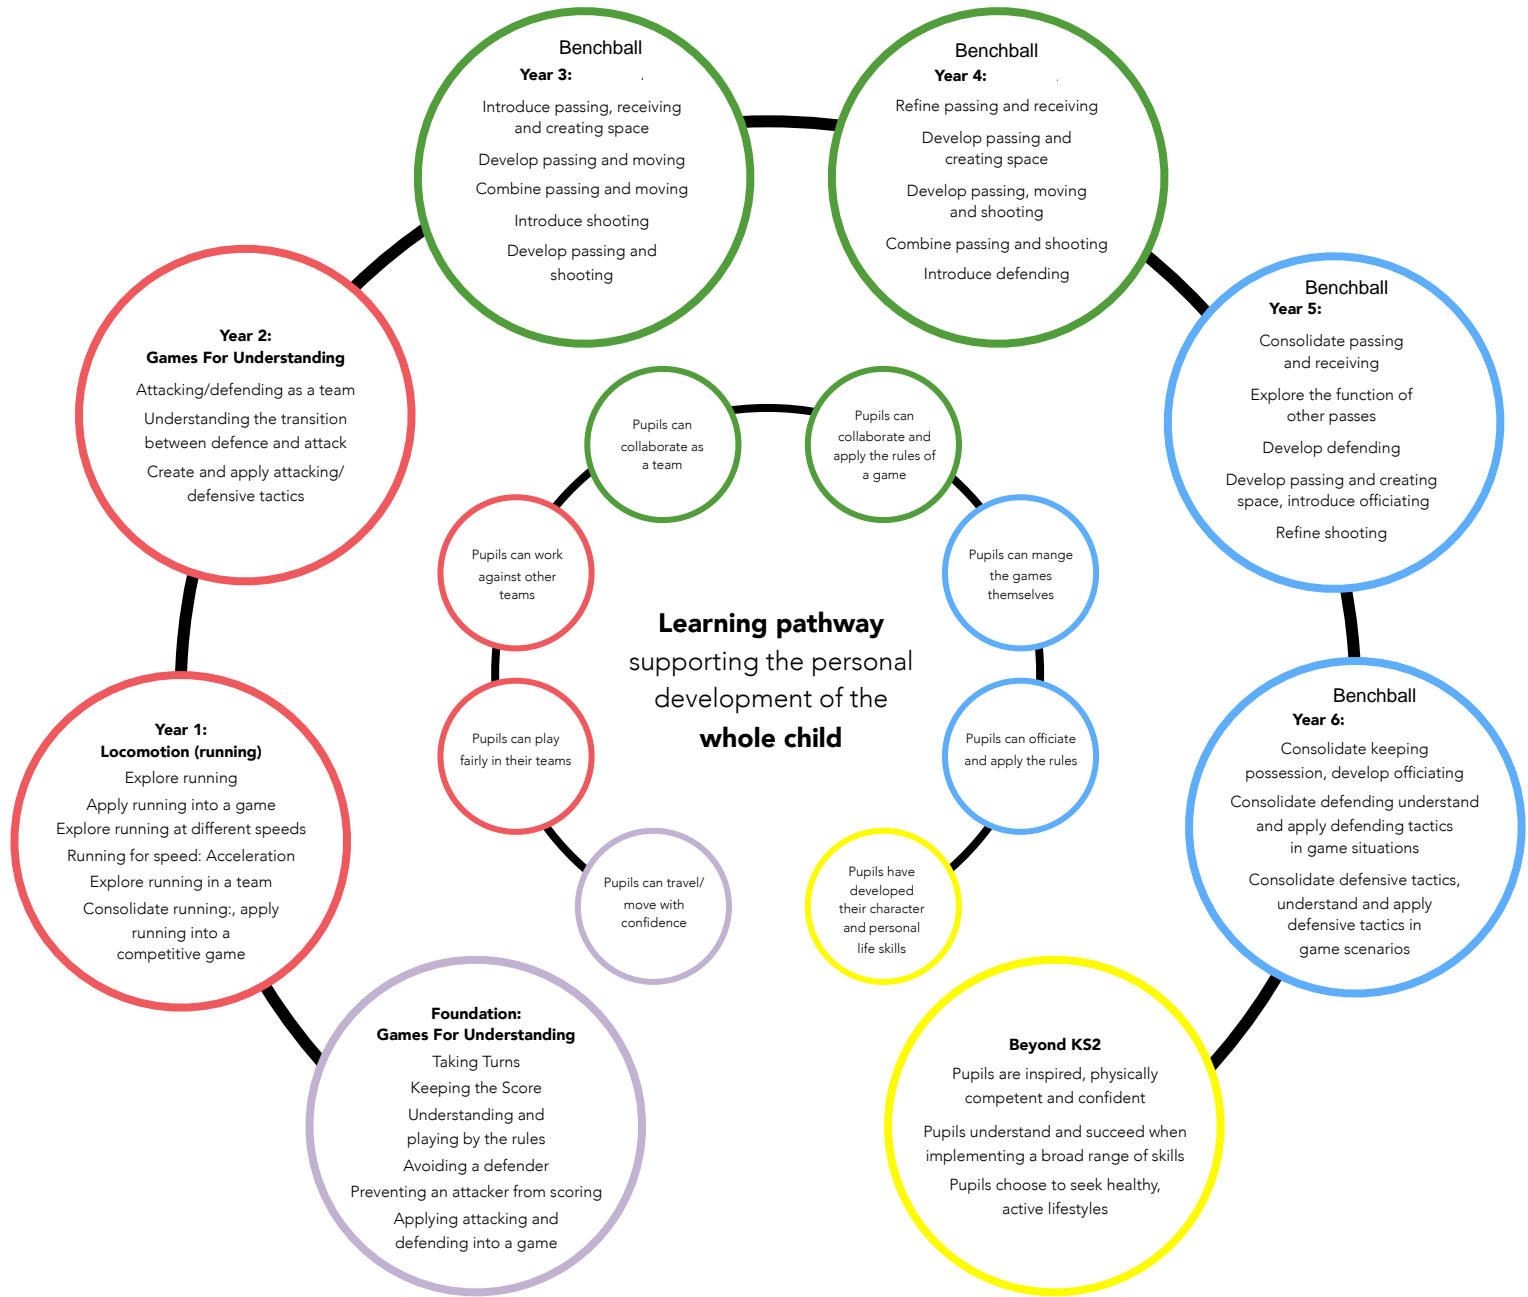 Benchball
Year 3:
Introduce passing, receiving
and creating space
Develop passing and moving
Combine passing and moving
Introduce shooting
Develop passing and
shooting
Benchball
Year 4:
Refine passing and receiving
Develop passing and
creating space
Develop passing, moving
and shooting
Combine passing and shooting
Introduce defending
Year 2:
Games For Understanding
Attacking/defending as a team
Understanding the transition
between defence and attack
Create and apply attacking/
defensive tactics
Benchball
Year 5:
Consolidate passing
and receiving
Explore the function of
other passes
Develop defending
Develop passing and creating
space, introduce officiating
Refine shooting
Pupils can
collaborate as
a team
Pupils can
collaborate and
apply the rules of
a game
Pupils can work
against other
teams
Pupils can mange
the games
themselves
Learning pathway
supporting the personal
development of the
whole child
Pupils can play
fairly in their teams
Pupils can officiate
and apply the rules
Year 1:
Locomotion (running)
Explore running
Apply running into a game
Explore running at different speeds
Running for speed: Acceleration
Explore running in a team
Consolidate running:, apply
running into a
competitive game
Benchball
Year 6:
Consolidate keeping
possession, develop officiating
Consolidate defending understand
and apply defending tactics
in game situations
Consolidate defensive tactics,
understand and apply
defensive tactics in
game scenarios
Pupils can travel/
move with
confidence
Pupils have
developed
their character
and personal
life skills
Foundation:
Games For Understanding
Taking Turns
Keeping the Score
Understanding and
playing by the rules
Avoiding a defender
Preventing an attacker from scoring
Applying attacking and
defending into a game
Beyond KS2
Pupils are inspired, physically
competent and confident
Pupils understand and succeed when
implementing a broad range of skills
Pupils choose to seek healthy,
active lifestyles